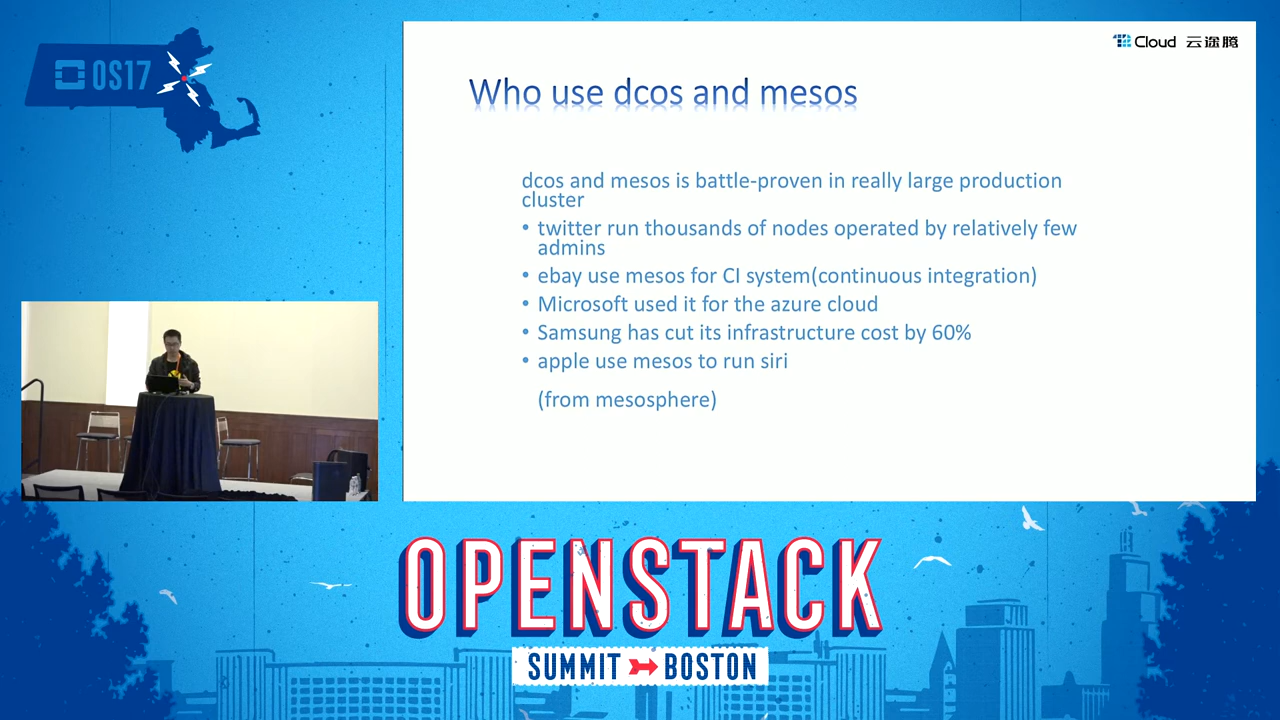 OS17
Cloud 云途腾
Who use dcos and mesos
dcos and mesos is battle-proven in really large production
cluster
• twitter run thousands of nodes operated by relatively few
admins
• ebay use mesos for CI system(continuous integration)
• Microsoft used it for the azure cloud
• Samsung has cut its infrastructure cost by 60%
• apple use mesos to run siri
(from mesosphere)
OPENSTACK
SUMMIT BOSTON